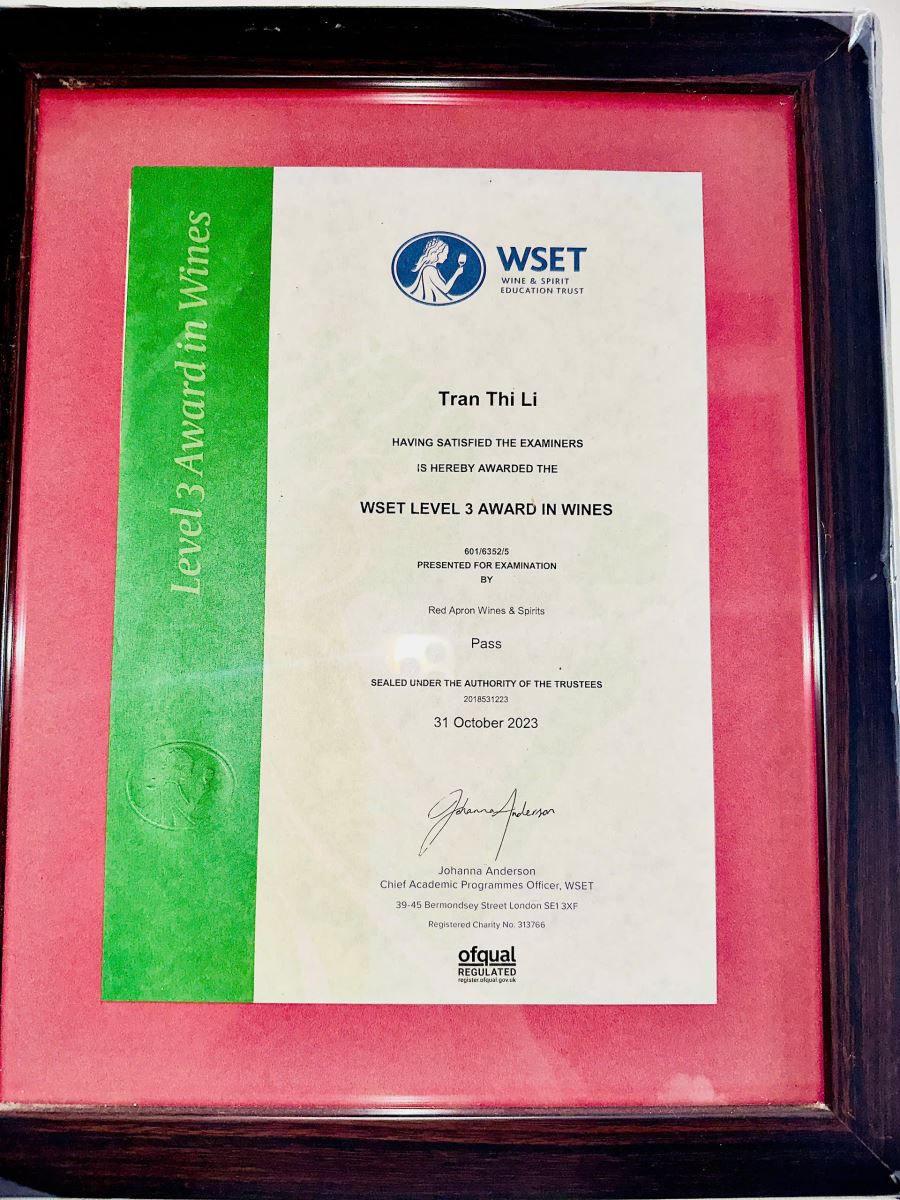 Level 3 Award in Wines
WSET
WINE & SPIRIT
EDUCATION TRUST
Tran Thi Li
HAVING SATISFIED THE EXAMINERS
IS HEREBY AWARDED THE
WSET LEVEL 3 AWARD IN WINES
601/6352/5
PRESENTED FOR EXAMINATION
BY
Red Apron Wines & Spirits
Pass
SEALED UNDER THE AUTHORITY OF THE TRUSTEES
2018531223
31 October 2023
Johanna Anderson
Johanna Anderson
Chief Academic Programmes Officer, WSET
39-45 Bermondsey Street London SE1 3XF
Registered Charity No. 313766
ofqual
REGULATED
register.ofqual.gov.uk